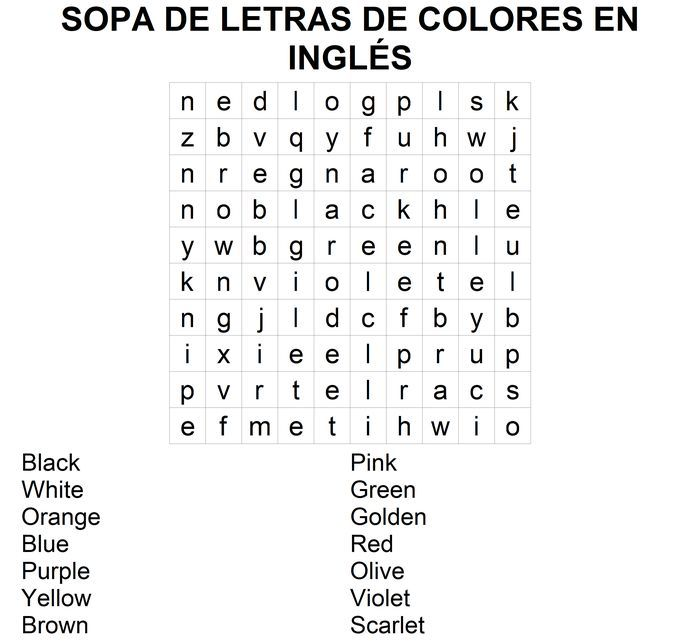 SOPA DE LETRAS DE COLORES EN
INGLÉS
n e d l o g p l s k
z b v q y f u h w j
n r e g n a r o o t
n o b l a c k h l e
y w b g r e e n l u
k n v i o l e t e l
n g j l d c f b y b
i x i e e l p r u p
p v r t e l r a c s
e f m e t i h w i o
Black Pink
White Green
Orange Golden
Blue Red
Purple Olive
Yellow Violet
Brown Scarlet